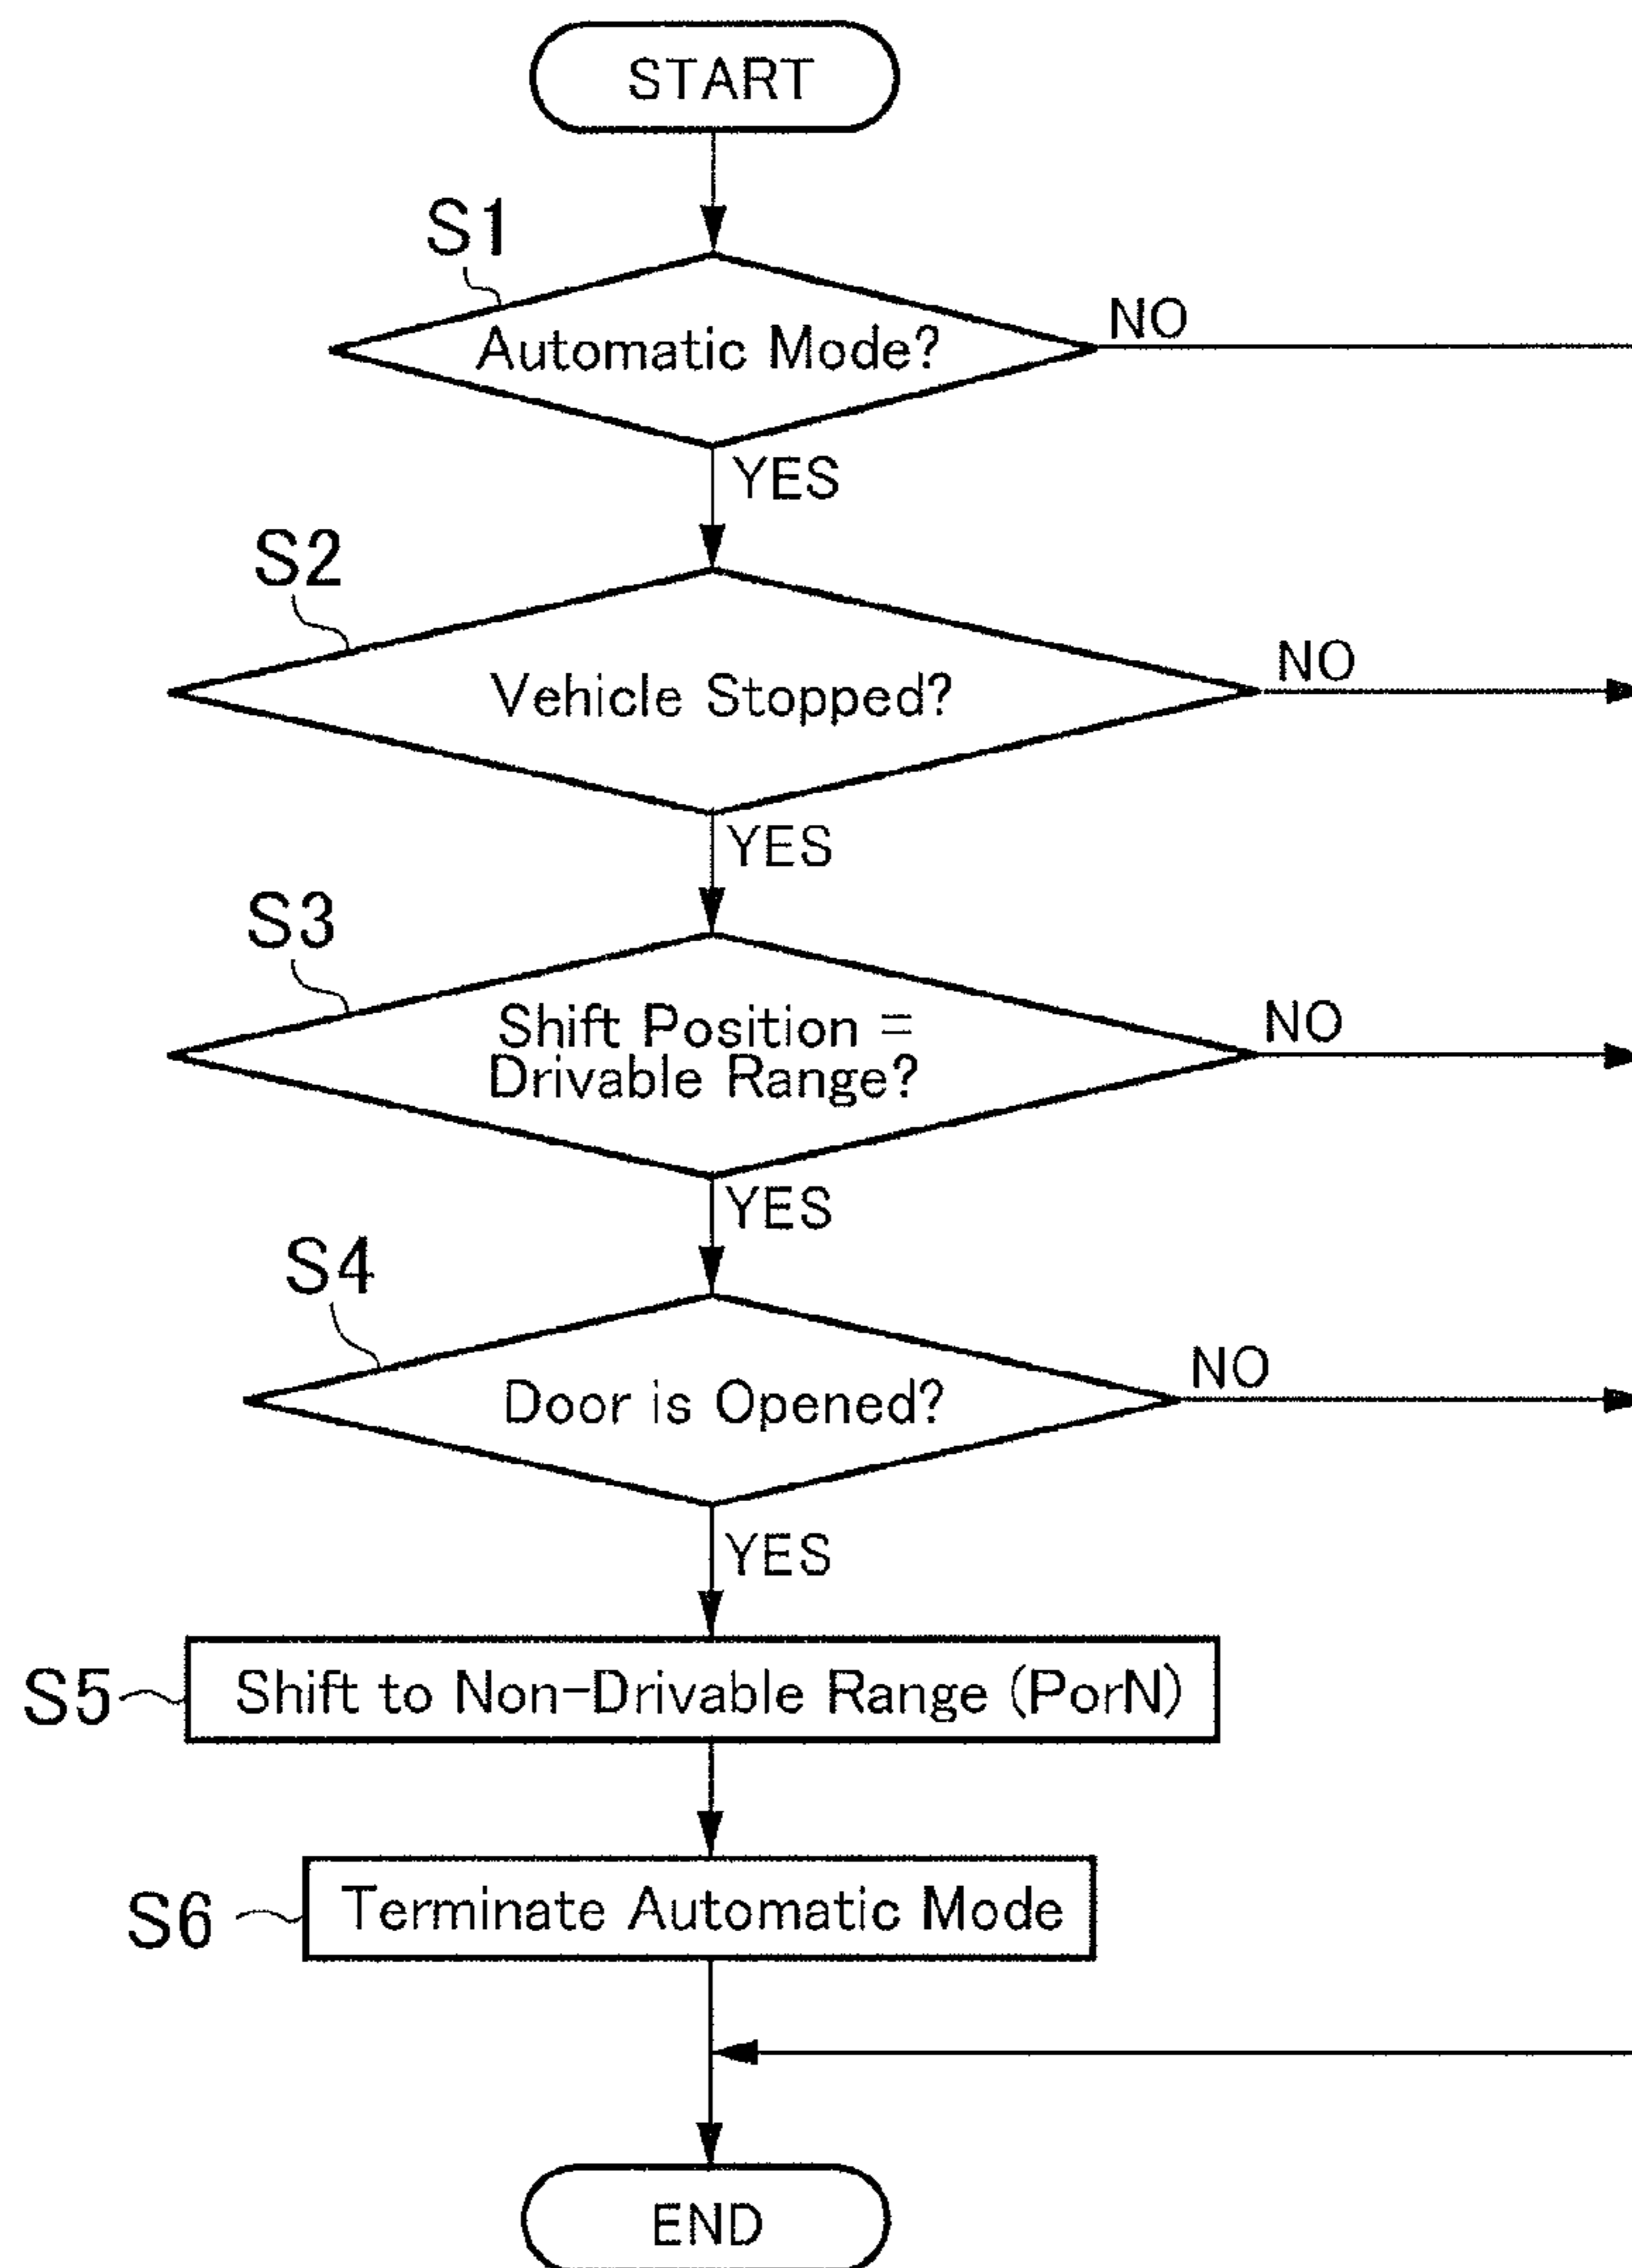 START
S1
Automatic Mode?
NO
YES
S2
Vehicle Stopped?
NO
YES
S3
Shift Position =
Drivable Range?
NO
YES
S4
Door is Opened?
NO
YES
S5
Shift to Non-Drivable Range (PorN)
S6
Terminate Automatic Mode
END